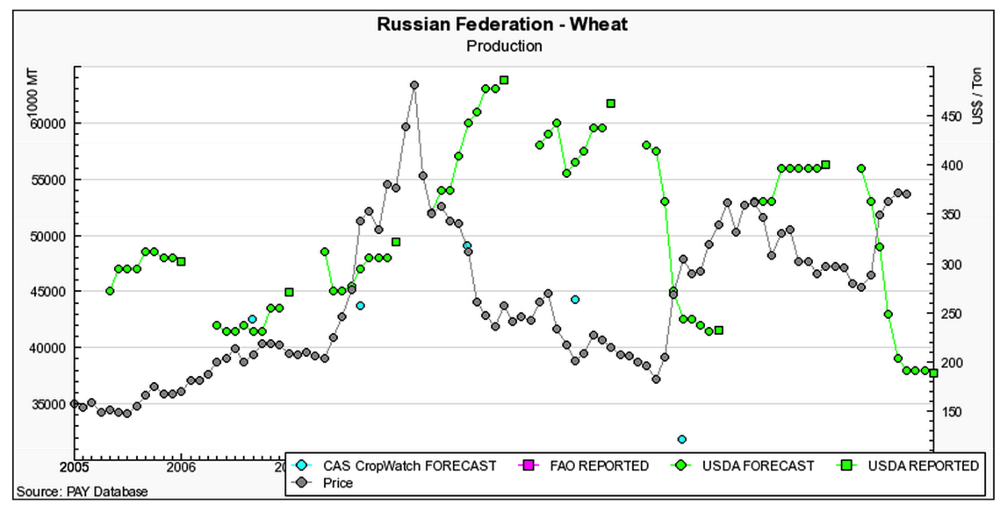 Russian Federation - Wheat
Production
1000 MT
US$ / Ton
60000
55000
50000
45000
40000
35000
450
400
350
300
250
200
150
2005
2006
20
CAS CropWatch FORECAST
FAO REPORTED
USDA FORECAST
USDA REPORTED
Price
Source: PAY Database